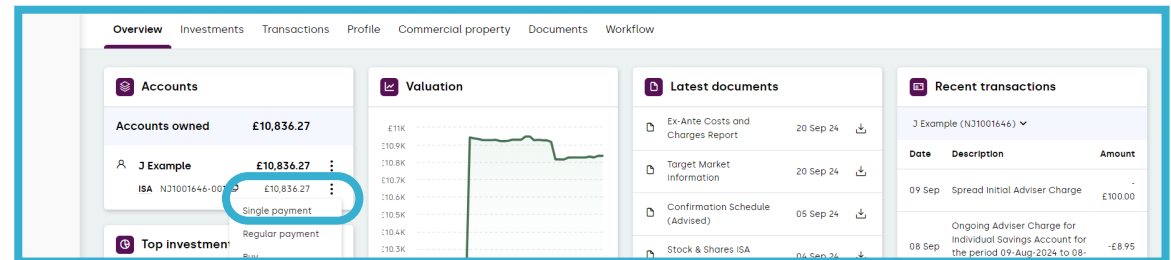 Overview Investments Transactions Profile Commercial property Documents Workflow
Accounts
Accounts owned £10,836.27
J Example £10,836.27
ISA NJ1001646-001 £10,836.27
Single payment
Regular payment
Buy
Top investment
Valuation
£11K
£10.9K
£10.8K
£10.7K
£10.6K
£10.5K
£10.4K
£10.3K
Latest documents
Ex-Ante Costs and
Charges Report 20 Sep 24
Target Market
Information 20 Sep 24
Confirmation Schedule
(Advised) 05 Sep 24
Stock & Shares ISA
04 Sep 24
Recent transactions
J Example (NJ1001646)
Date Description Amount
09 Sep Spread Initial Adviser Charge -
£100.00
Ongoing Adviser Charge for
08 Sep Individual Savings Account for -£8.95
the period 09-Aug-2024 to 08-